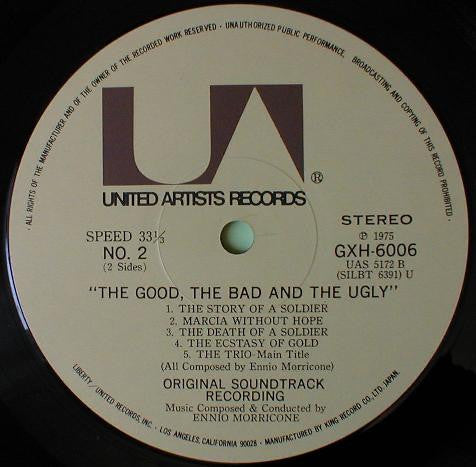 · ALL RIGHTS OF THE MANUFACTURER AND OF THE OWNER OF THE RECORDED WORK RESERVED · UNAUTHORIZED PUBLIC PERFORMANCE, BROADCASTING AND COPYING OF THIS RECORD PROHIBITED ·
UA
®
UNITED ARTISTS RECORDS
SPEED 33⅓
NO. 2
(2 Sides)
STEREO
℗ 1975
GXH-6006
UAS 5172 B
(SILBT 6391) U
"THE GOOD, THE BAD AND THE UGLY"
1. THE STORY OF A SOLDIER
2. MARCIA WITHOUT HOPE
3. THE DEATH OF A SOLDIER
4. THE ECSTASY OF GOLD
5. THE TRIO-Main Title
(All Composed by Ennio Morricone)
ORIGINAL SOUNDTRACK
RECORDING
Music Composed & Conducted by
ENNIO MORRICONE
LIBERTY/UNITED RECORDS, INC. · LOS ANGELES, CALIFORNIA 90028 · MANUFACTURED BY KING RECORD CO., LTD. JAPAN.